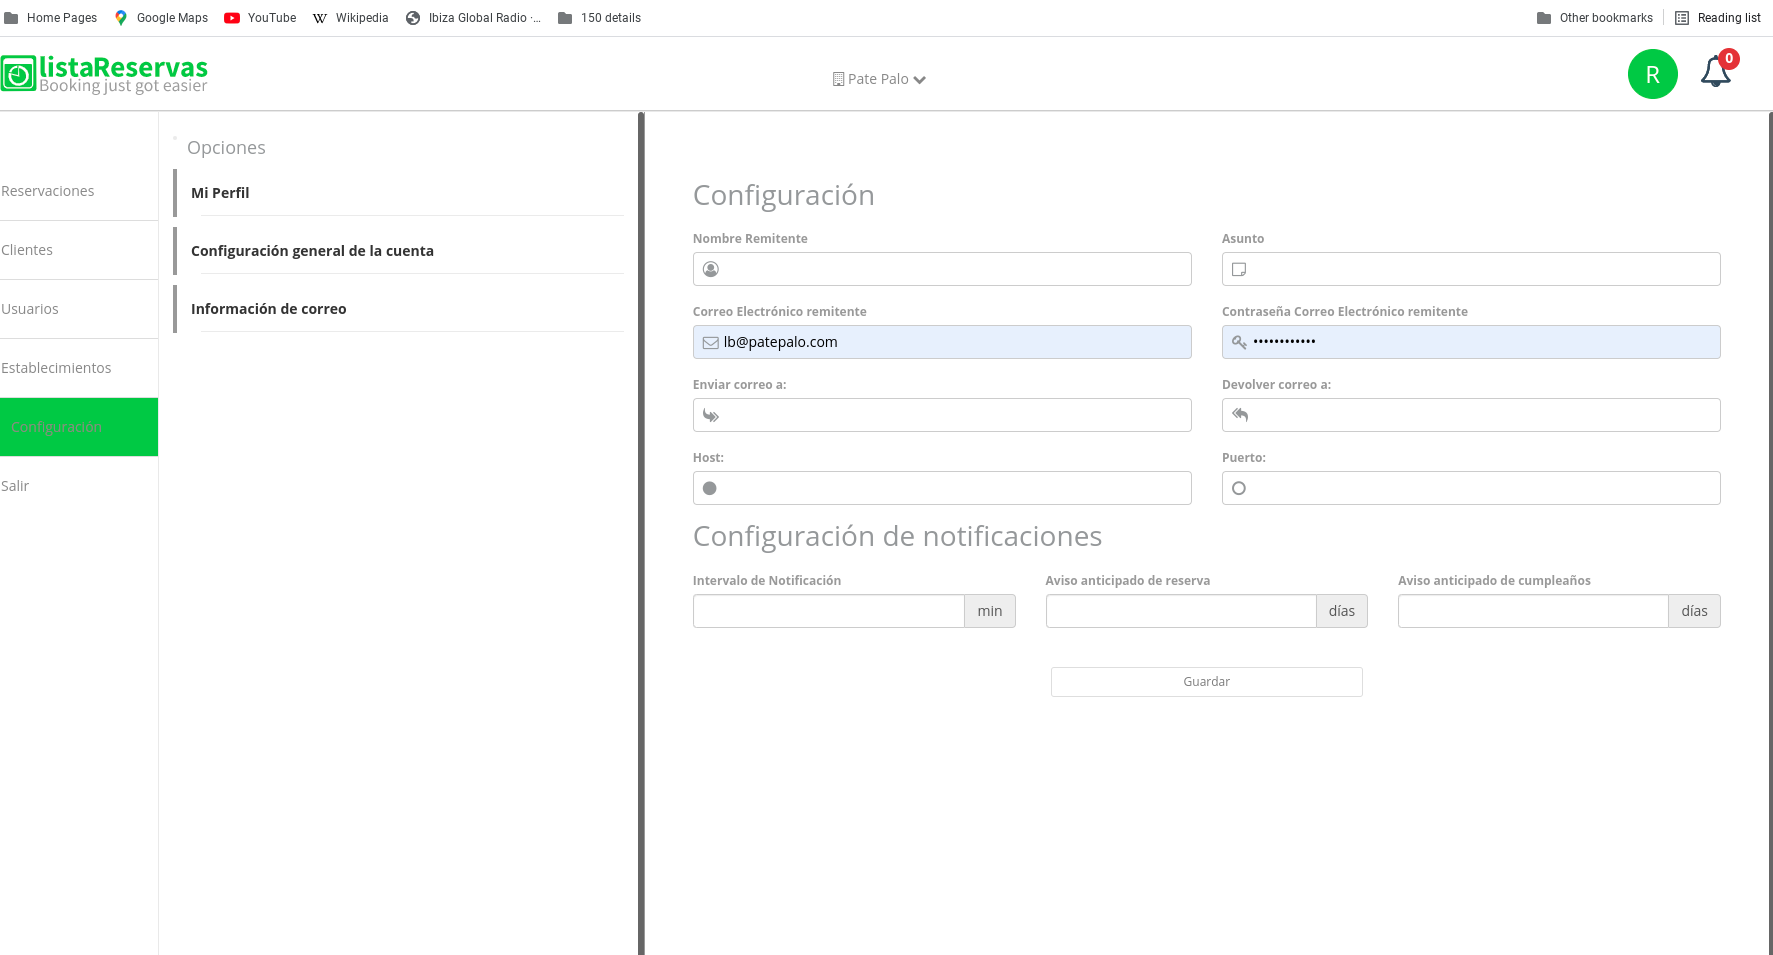 Home Pages
Google Maps
YouTube
Wikipedia
Ibiza Global Radio ·...
150 details
Other bookmarks
Reading list
listaReservas
Booking just got easier
Pate Palo
R
0
Reservaciones
Clientes
Usuarios
Establecimientos
Configuración
Salir
Opciones
Mi Perfil
Configuración general de la cuenta
Información de correo
Configuración
Nombre Remitente
Asunto
Correo Electrónico remitente
Contraseña Correo Electrónico remitente
lb@patepalo.com
••••••••••••
Enviar correo a:
Devolver correo a:
Host:
Puerto:
Configuración de notificaciones
Intervalo de Notificación
Aviso anticipado de reserva
Aviso anticipado de cumpleaños
min
días
días
Guardar